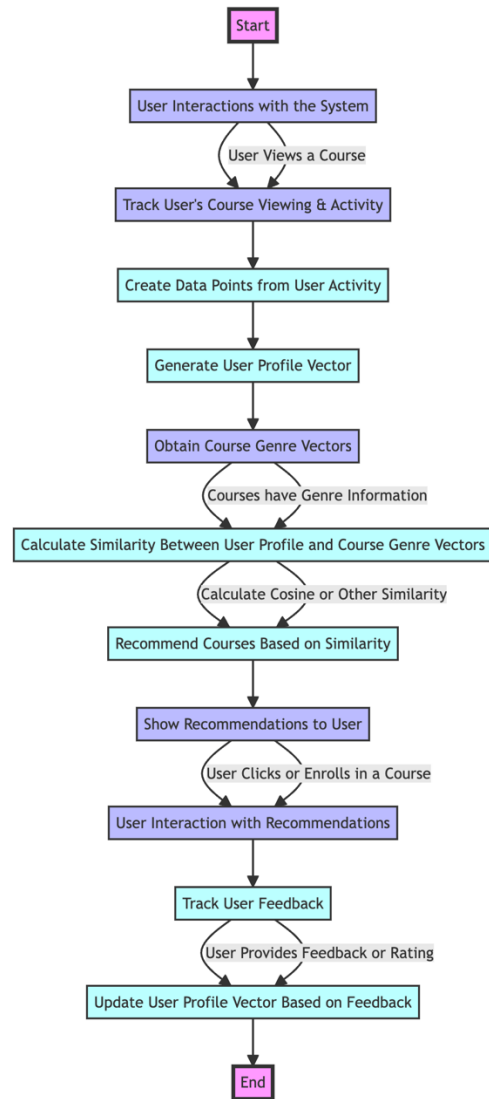 Start
User Interactions with the System
User Views a Course
Track User's Course Viewing & Activity
Create Data Points from User Activity
Generate User Profile Vector
Obtain Course Genre Vectors
Courses have Genre Information
Calculate Similarity Between User Profile and Course Genre Vectors
Calculate Cosine or Other Similarity
Recommend Courses Based on Similarity
Show Recommendations to User
User Clicks or Enrolls in a Course
User Interaction with Recommendations
Track User Feedback
User Provides Feedback or Rating
Update User Profile Vector Based on Feedback
End